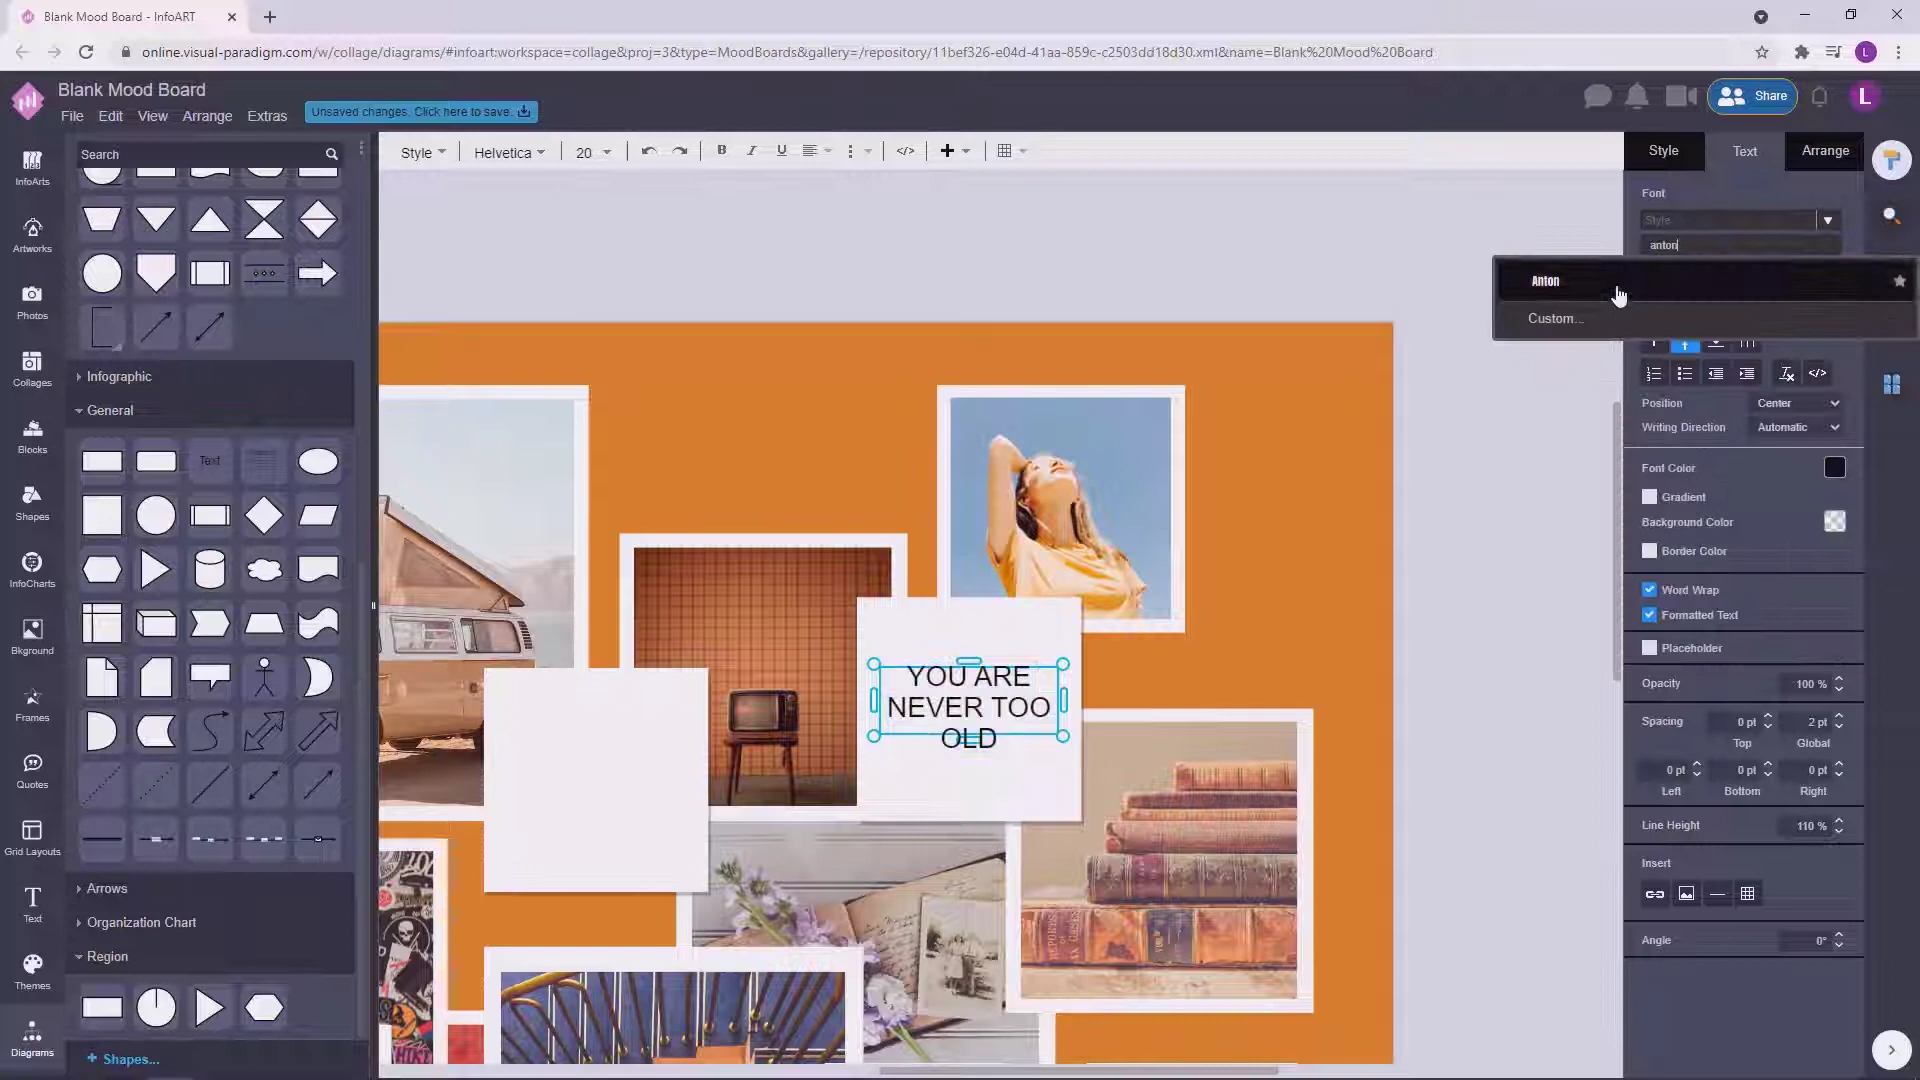 Blank Mood Board - InfoART
online.visual-paradigm.com/w/collage/diagrams/#infoart:workspace=collage&proj=3&type=MoodBoards&gallery=/repository/11bef326-e04d-41aa-859c-c2503dd18d30.xml&name=Blank%20Mood%20Board
L
Blank Mood Board
File Edit View Arrange Extras
Unsaved changes. Click here to save.
Share
L
Search
Style Helvetica 20 B I U
Style Text Arrange
Font
Style
anton
Anton
Custom...
InfoArts
Artworks
Photos
Collages
Blocks
Shapes
InfoCharts
Bkground
Frames
Quotes
Grid Layouts
Text
Themes
Diagrams
Infographic
General
Text
Arrows
Organization Chart
Region
+ Shapes...
YOU ARE
NEVER TOO
OLD
Position Center
Writing Direction Automatic
Font Color
Gradient
Background Color
Border Color
Word Wrap
Formatted Text
Placeholder
Opacity 100 %
Spacing 0 pt 2 pt
Top Global
0 pt 0 pt 0 pt
Left Bottom Right
Line Height 110 %
Insert
Angle 0°